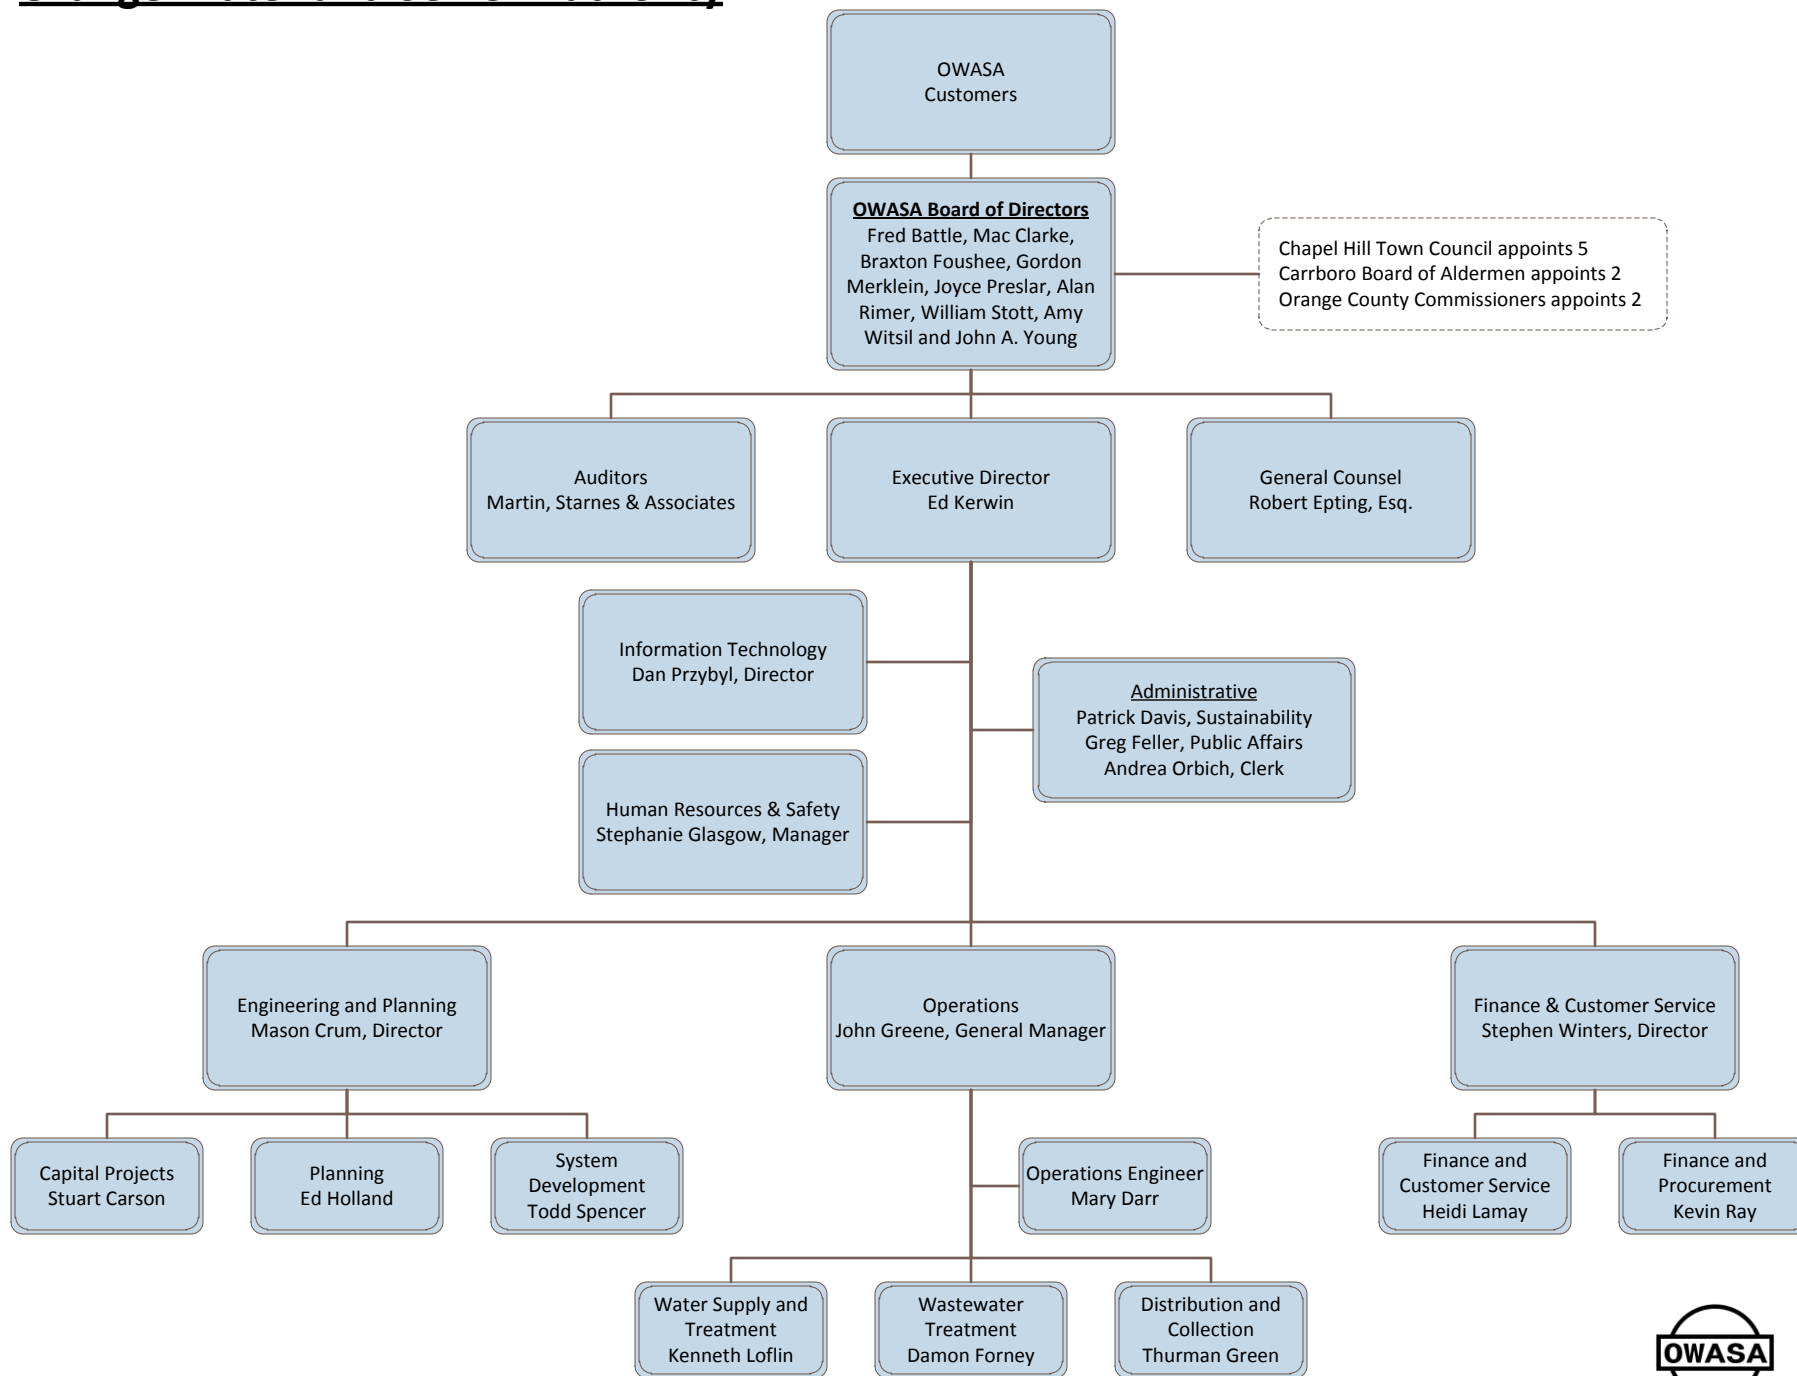 OWASA
Customers
OWASA Board of Directors
Fred Battle, Mac Clarke,
Braxton Foushee, Gordon
Merklein, Joyce Preslar, Alan
Rimer, William Stott, Amy
Witsil and John A. Young
Chapel Hill Town Council appoints 5
Carrboro Board of Aldermen appoints 2
Orange County Commissioners appoints 2
Auditors
Martin, Starnes & Associates
Executive Director
Ed Kerwin
General Counsel
Robert Epting, Esq.
Information Technology
Dan Przybyl, Director
Administrative
Patrick Davis, Sustainability
Greg Feller, Public Affairs
Andrea Orbich, Clerk
Human Resources & Safety
Stephanie Glasgow, Manager
Engineering and Planning
Mason Crum, Director
Operations
John Greene, General Manager
Finance & Customer Service
Stephen Winters, Director
Capital Projects
Stuart Carson
Planning
Ed Holland
System
Development
Todd Spencer
Operations Engineer
Mary Darr
Finance and
Customer Service
Heidi Lamay
Finance and
Procurement
Kevin Ray
Water Supply and
Treatment
Kenneth Loflin
Wastewater
Treatment
Damon Forney
Distribution and
Collection
Thurman Green
OWASA